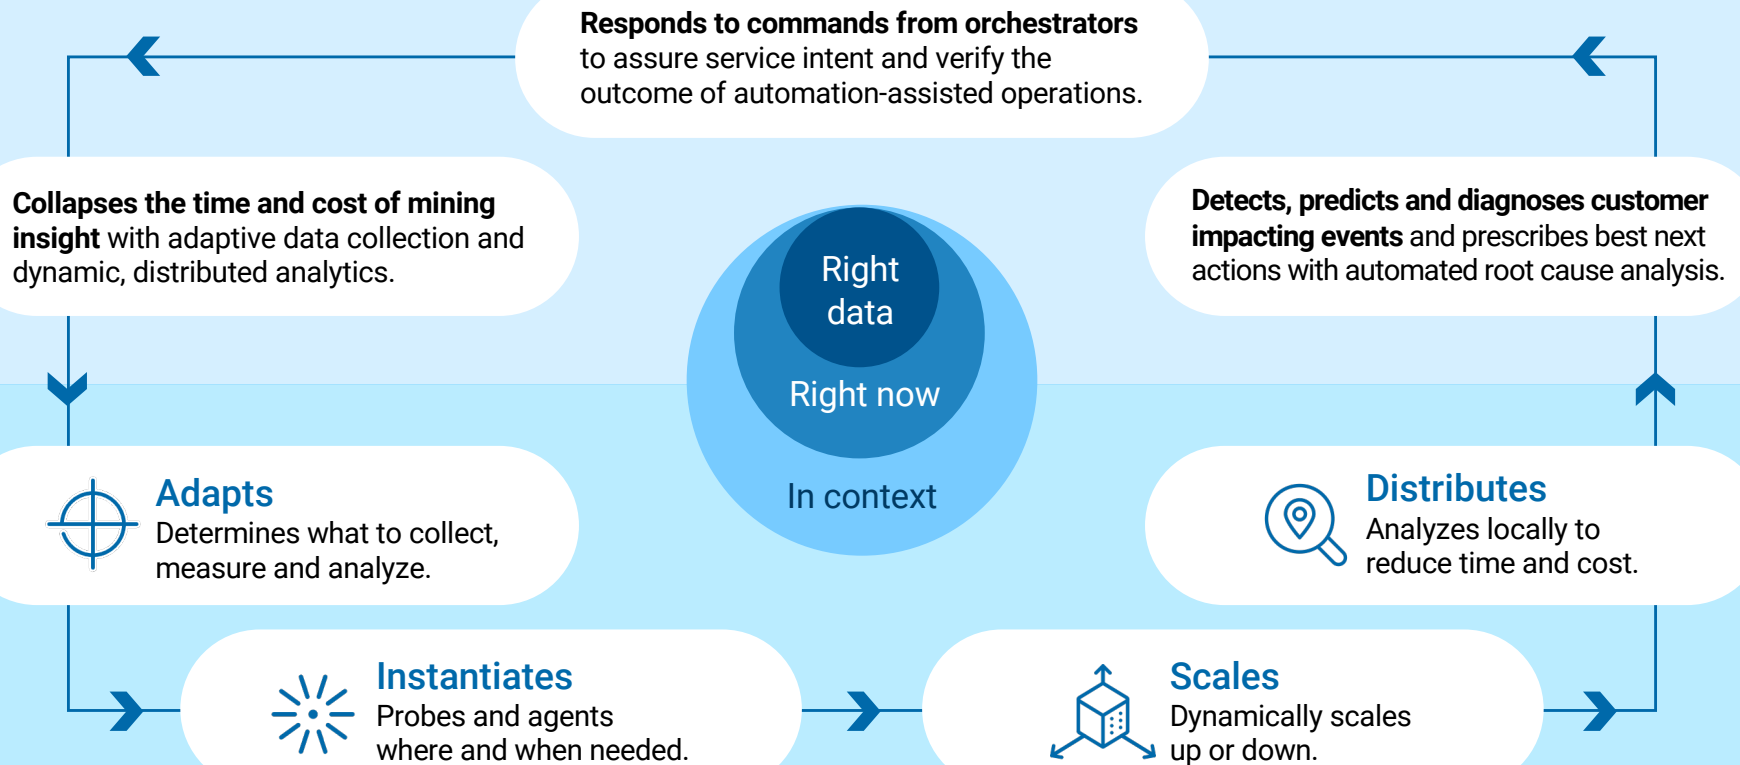 Responds to commands from orchestrators
to assure service intent and verify the
outcome of automation-assisted operations.
Collapses the time and cost of mining
insight with adaptive data collection and
dynamic, distributed analytics.
Detects, predicts and diagnoses customer
impacting events and prescribes best next
actions with automated root cause analysis.
Right
data
Right now
In context
Adapts
Determines what to collect,
measure and analyze.
Distributes
Analyzes locally to
reduce time and cost.
Instantiates
Probes and agents
where and when needed.
Scales
Dynamically scales
up or down.